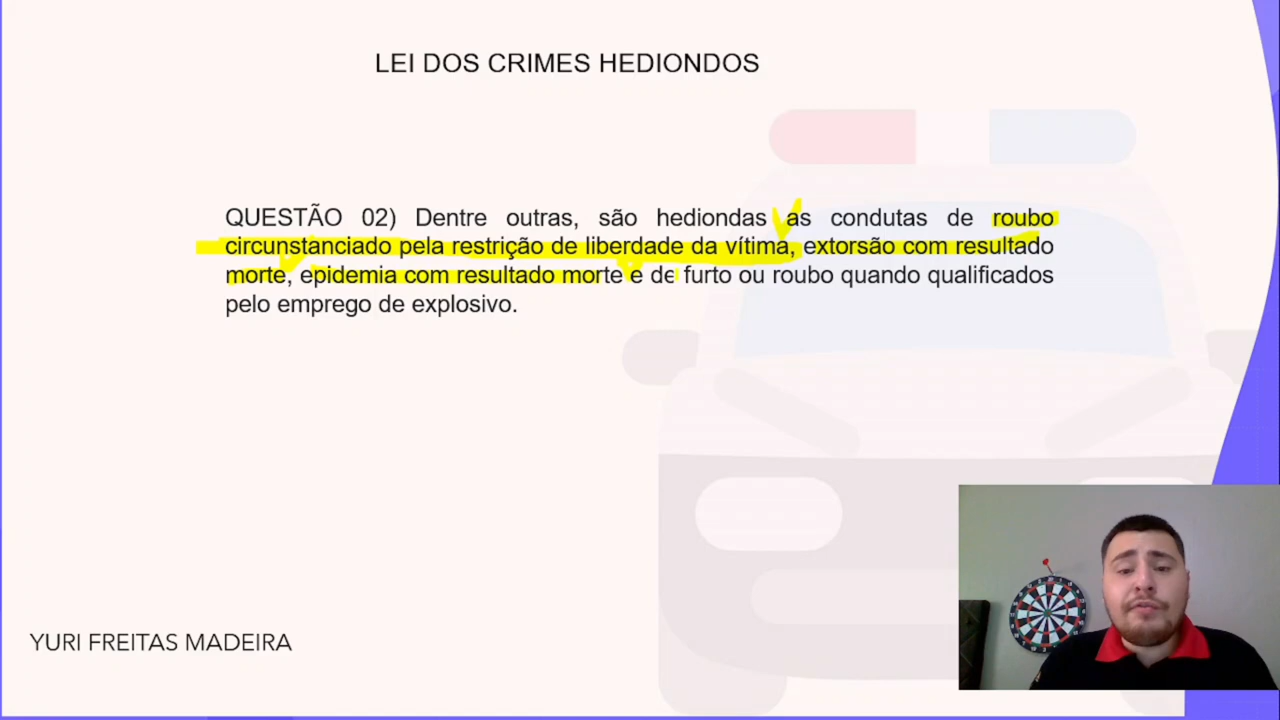 LEI DOS CRIMES HEDIONDOS
QUESTÃO 02) Dentre outras, são hediondas as condutas de roubo
circunstanciado pela restrição de liberdade da vítima, extorsão com resultado
morte, epidemia com resultado morte e de furto ou roubo quando qualificados
pelo emprego de explosivo.
YURI FREITAS MADEIRA